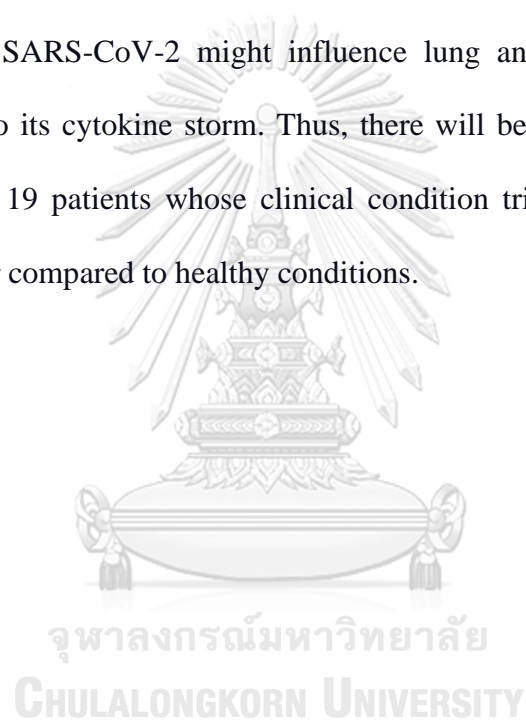 SARS-CoV-2 might influence lung an
o its cytokine storm. Thus, there will be
19 patients whose clinical condition tri
compared to healthy conditions.
จุฬาลงกรณ์มหาวิทยาลัย
CHULALONGKORN UNIVERSITY